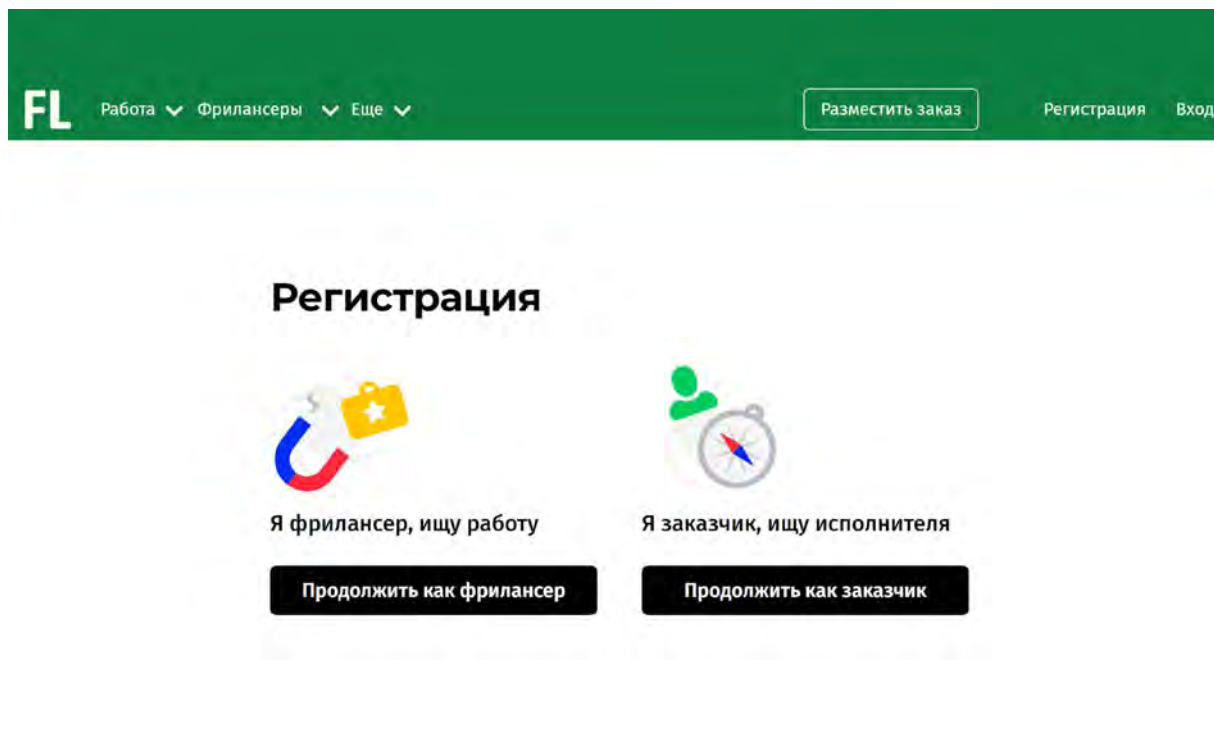 FL Работа Фрилансеры Еще Разместить заказ Регистрация Вход
Регистрация
Я фрилансер, ищу работу Я заказчик, ищу исполнителя
Продолжить как фрилансер Продолжить как заказчик